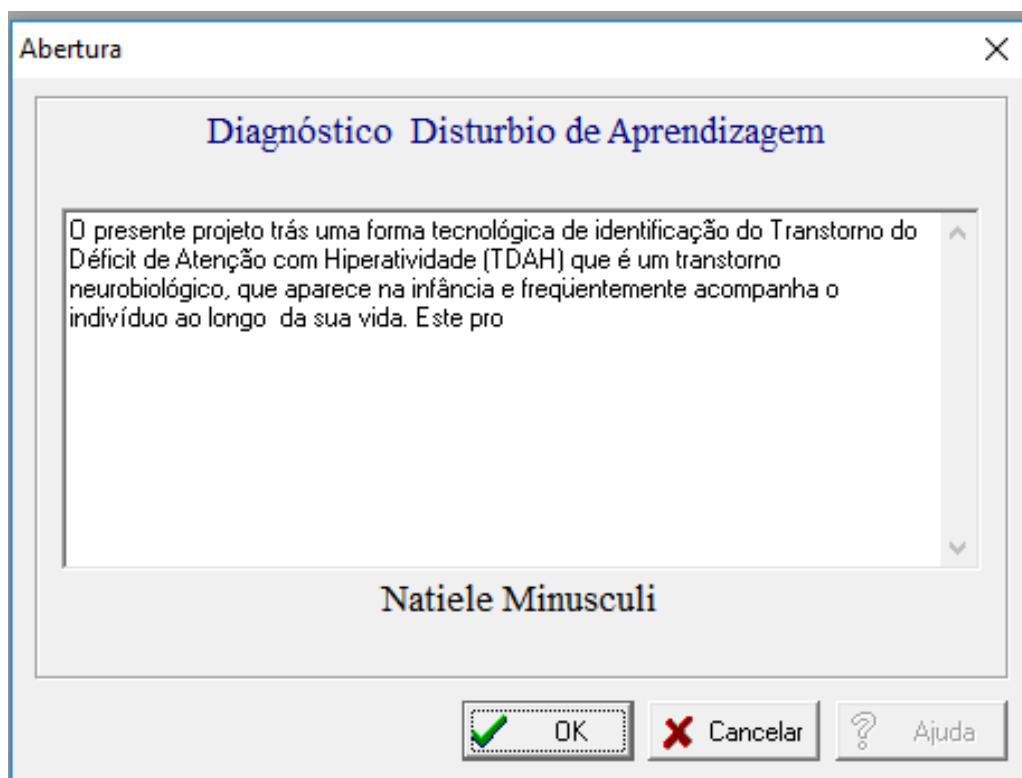 Abertura
Diagnóstico  Disturbio de Aprendizagem
O presente projeto trás uma forma tecnológica de identificação do Transtorno do
Déficit de Atenção com Hiperatividade (TDAH) que é um transtorno
neurobiológico, que aparece na infância e freqüentemente acompanha o
indivíduo ao longo  da sua vida. Este pro
Natiele Minusculi
OK
Cancelar
Ajuda